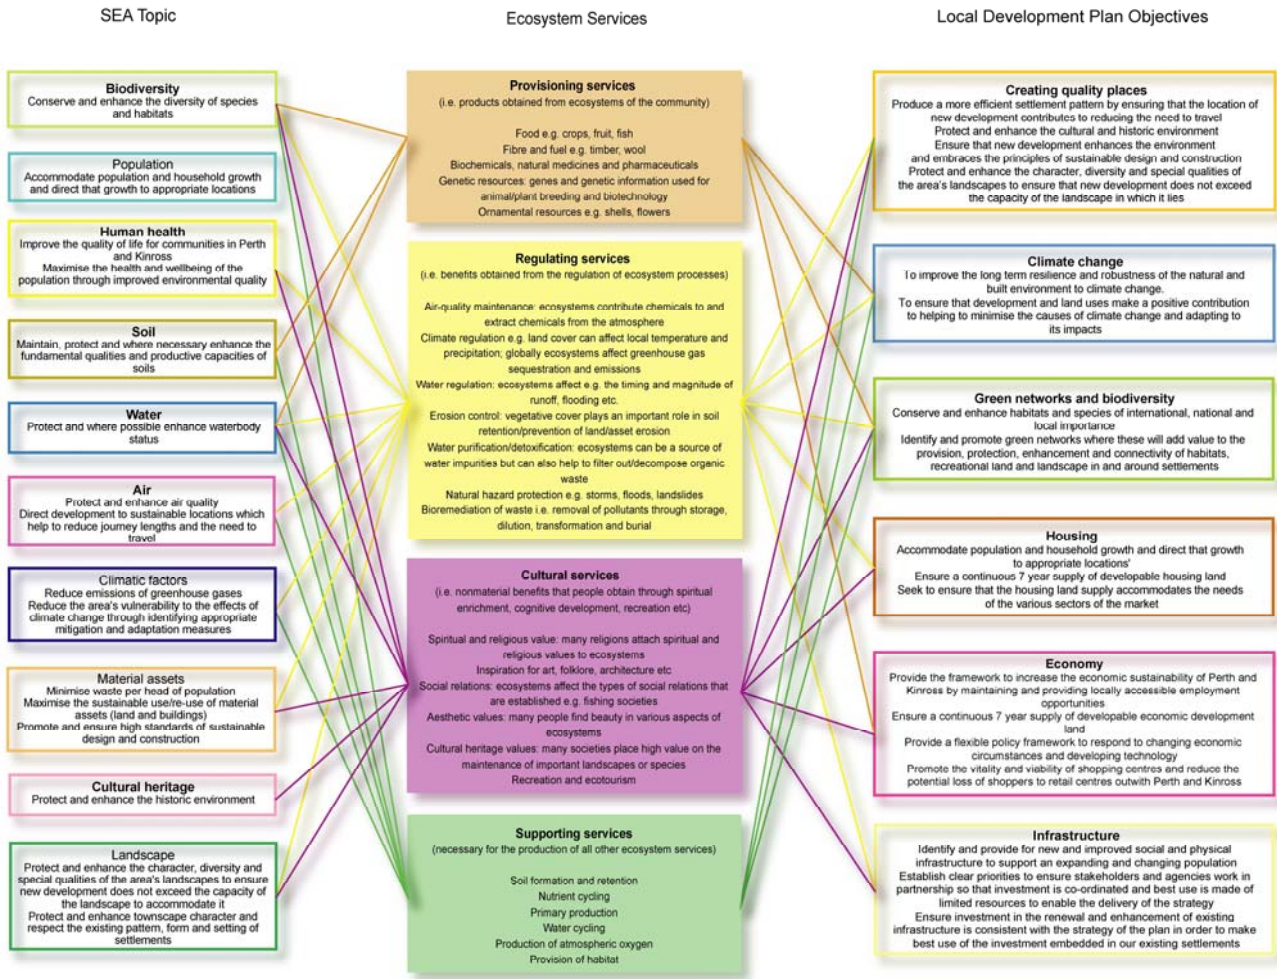 SEA Topic
Ecosystem Services
Local Development Plan Objectives
Biodiversity
Conserve and enhance the diversity of species
and habitats
Population
Accommodate population and household growth
and direct that growth to appropriate locations
Human health
Improve the quality of life for communities in Perth
and Kinross
Maximise the health and wellbeing of the
population through improved environmental quality
Soil
Maintain, protect and where necessary enhance the
fundamental qualities and productive capacities of
soils
Water
Protect and where possible enhance waterbody
status
Air
Protect and enhance air quality
Direct development to sustainable locations which
help to reduce journey lengths and the need to
travel
Climatic factors
Reduce emissions of greenhouse gases
Reduce the area's vulnerability to the effects of
climate change through identifying appropriate
mitigation and adaptation measures
Material assets
Minimise waste per head of population
Maximise the sustainable use/re-use of material
assets (land and buildings)
Promote and ensure high standards of sustainable
design and construction
Cultural heritage
Protect and enhance the historic environment
Landscape
Protect and enhance the character, diversity and
special qualities of the area's landscapes to ensure
new development does not exceed the capacity of
the landscape to accommodate it
Protect and enhance townscape character and
respect the existing pattern, form and setting of
settlements
Provisioning services
(i.e. products obtained from ecosystems of the community)
Food e.g. crops, fruit, fish
Fibre and fuel e.g. timber, wool
Biochemicals, natural medicines and pharmaceuticals
Genetic resources: genes and genetic information used for
animal/plant breeding and biotechnology
Ornamental resources e.g. shells, flowers
Regulating services
(i.e. benefits obtained from the regulation of ecosystem processes)
Air-quality maintenance: ecosystems contribute chemicals to and
extract chemicals from the atmosphere
Climate regulation e.g. land cover can affect local temperature and
precipitation; globally ecosystems affect greenhouse gas
sequestration and emissions
Water regulation: ecosystems affect e.g. the timing and magnitude of
runoff, flooding etc.
Erosion control: vegetative cover plays an important role in soil
retention/prevention of land/asset erosion
Water purification/detoxification: ecosystems can be a source of
water impurities but can also help to filter out/decompose organic
waste
Natural hazard protection e.g. storms, floods, landslides
Bioremediation of waste i.e. removal of pollutants through storage,
dilution, transformation and burial
Cultural services
(i.e. nonmaterial benefits that people obtain through spiritual
enrichment, cognitive development, recreation etc)
Spiritual and religious value: many religions attach spiritual and
religious values to ecosystems
Inspiration for art, folklore, architecture etc
Social relations: ecosystems affect the types of social relations that
are established e.g. fishing societies
Aesthetic values: many people find beauty in various aspects of
ecosystems
Cultural heritage values: many societies place high value on the
maintenance of important landscapes or species
Recreation and ecotourism
Supporting services
(necessary for the production of all other ecosystem services)
Soil formation and retention
Nutrient cycling
Primary production
Water cycling
Production of atmospheric oxygen
Provision of habitat
Creating quality places
Produce a more efficient settlement pattern by ensuring that the location of
new development contributes to reducing the need to travel
Protect and enhance the cultural and historic environment
Ensure that new development enhances the environment
and embraces the principles of sustainable design and construction
Protect and enhance the character, diversity and special qualities of
the area's landscapes to ensure that new development does not exceed
the capacity of the landscape in which it lies
Climate change
To improve the long term resilience and robustness of the natural and
built environment to climate change.
To ensure that development and land uses make a positive contribution
to helping to minimise the causes of climate change and adapting to
its impacts
Green networks and biodiversity
Conserve and enhance habitats and species of international, national and
local importance
Identify and promote green networks where these will add value to the
provision, protection, enhancement and connectivity of habitats,
recreational land and landscape in and around settlements
Housing
Accommodate population and household growth and direct that growth
to appropriate locations'
Ensure a continuous 7 year supply of developable housing land
Seek to ensure that the housing land supply accommodates the needs
of the various sectors of the market
Economy
Provide the framework to increase the economic sustainability of Perth and
Kinross by maintaining and providing locally accessible employment
opportunities
Ensure a continuous 7 year supply of developable economic development
land
Provide a flexible policy framework to respond to changing economic
circumstances and developing technology
Promote the vitality and viability of shopping centres and reduce the
potential loss of shoppers to retail centres outwith Perth and Kinross
Infrastructure
Identify and provide for new and improved social and physical
infrastructure to support an expanding and changing population
Establish clear priorities to ensure stakeholders and agencies work in
partnership so that investment is co-ordinated and best use is made of
limited resources to enable the delivery of the strategy
Ensure investment in the renewal and enhancement of existing
infrastructure is consistent with the strategy of the plan in order to make
best use of the investment embedded in our existing settlements